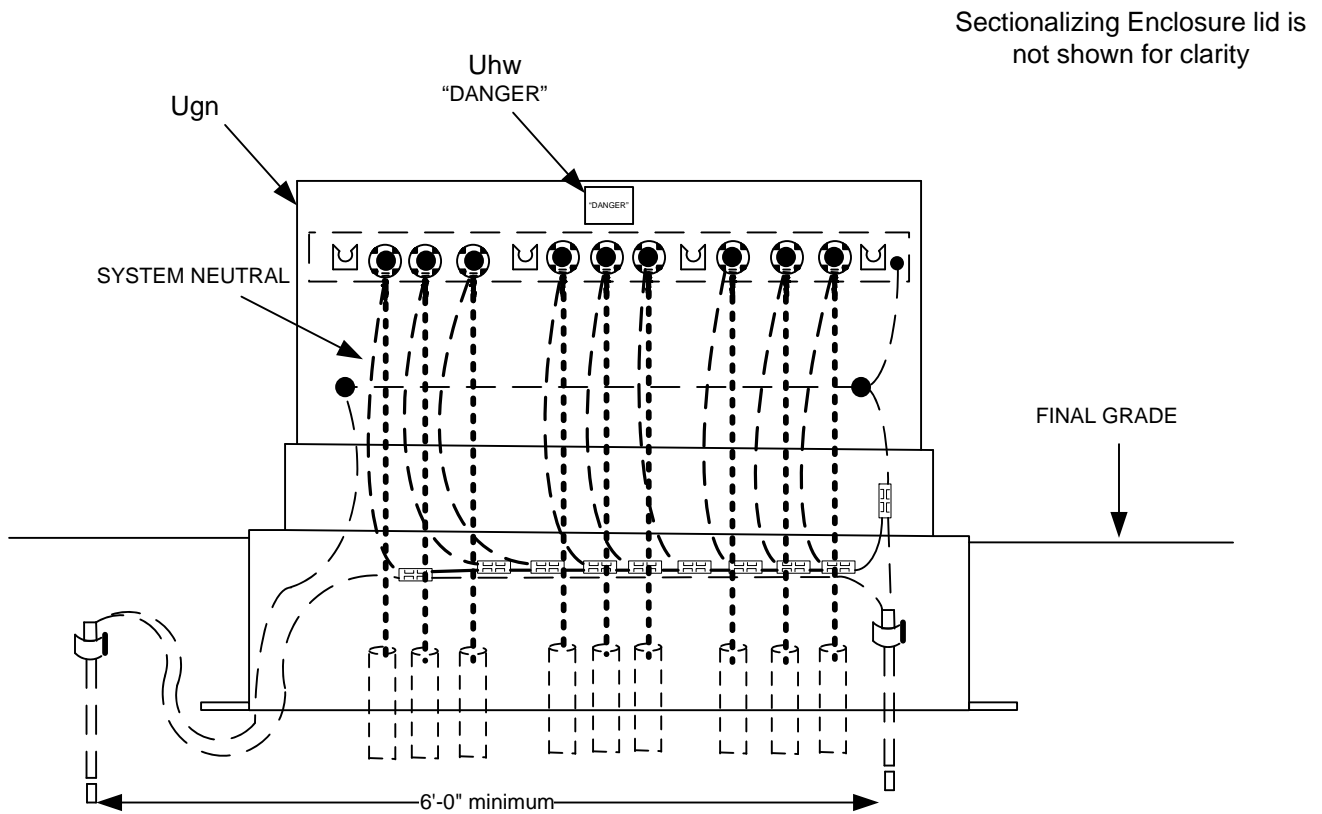 Sectionalizing Enclosure lid is
not shown for clarity
Uhw
“DANGER”
Ugn
"DANGER"
SYSTEM NEUTRAL
FINAL GRADE
6'-0" minimum